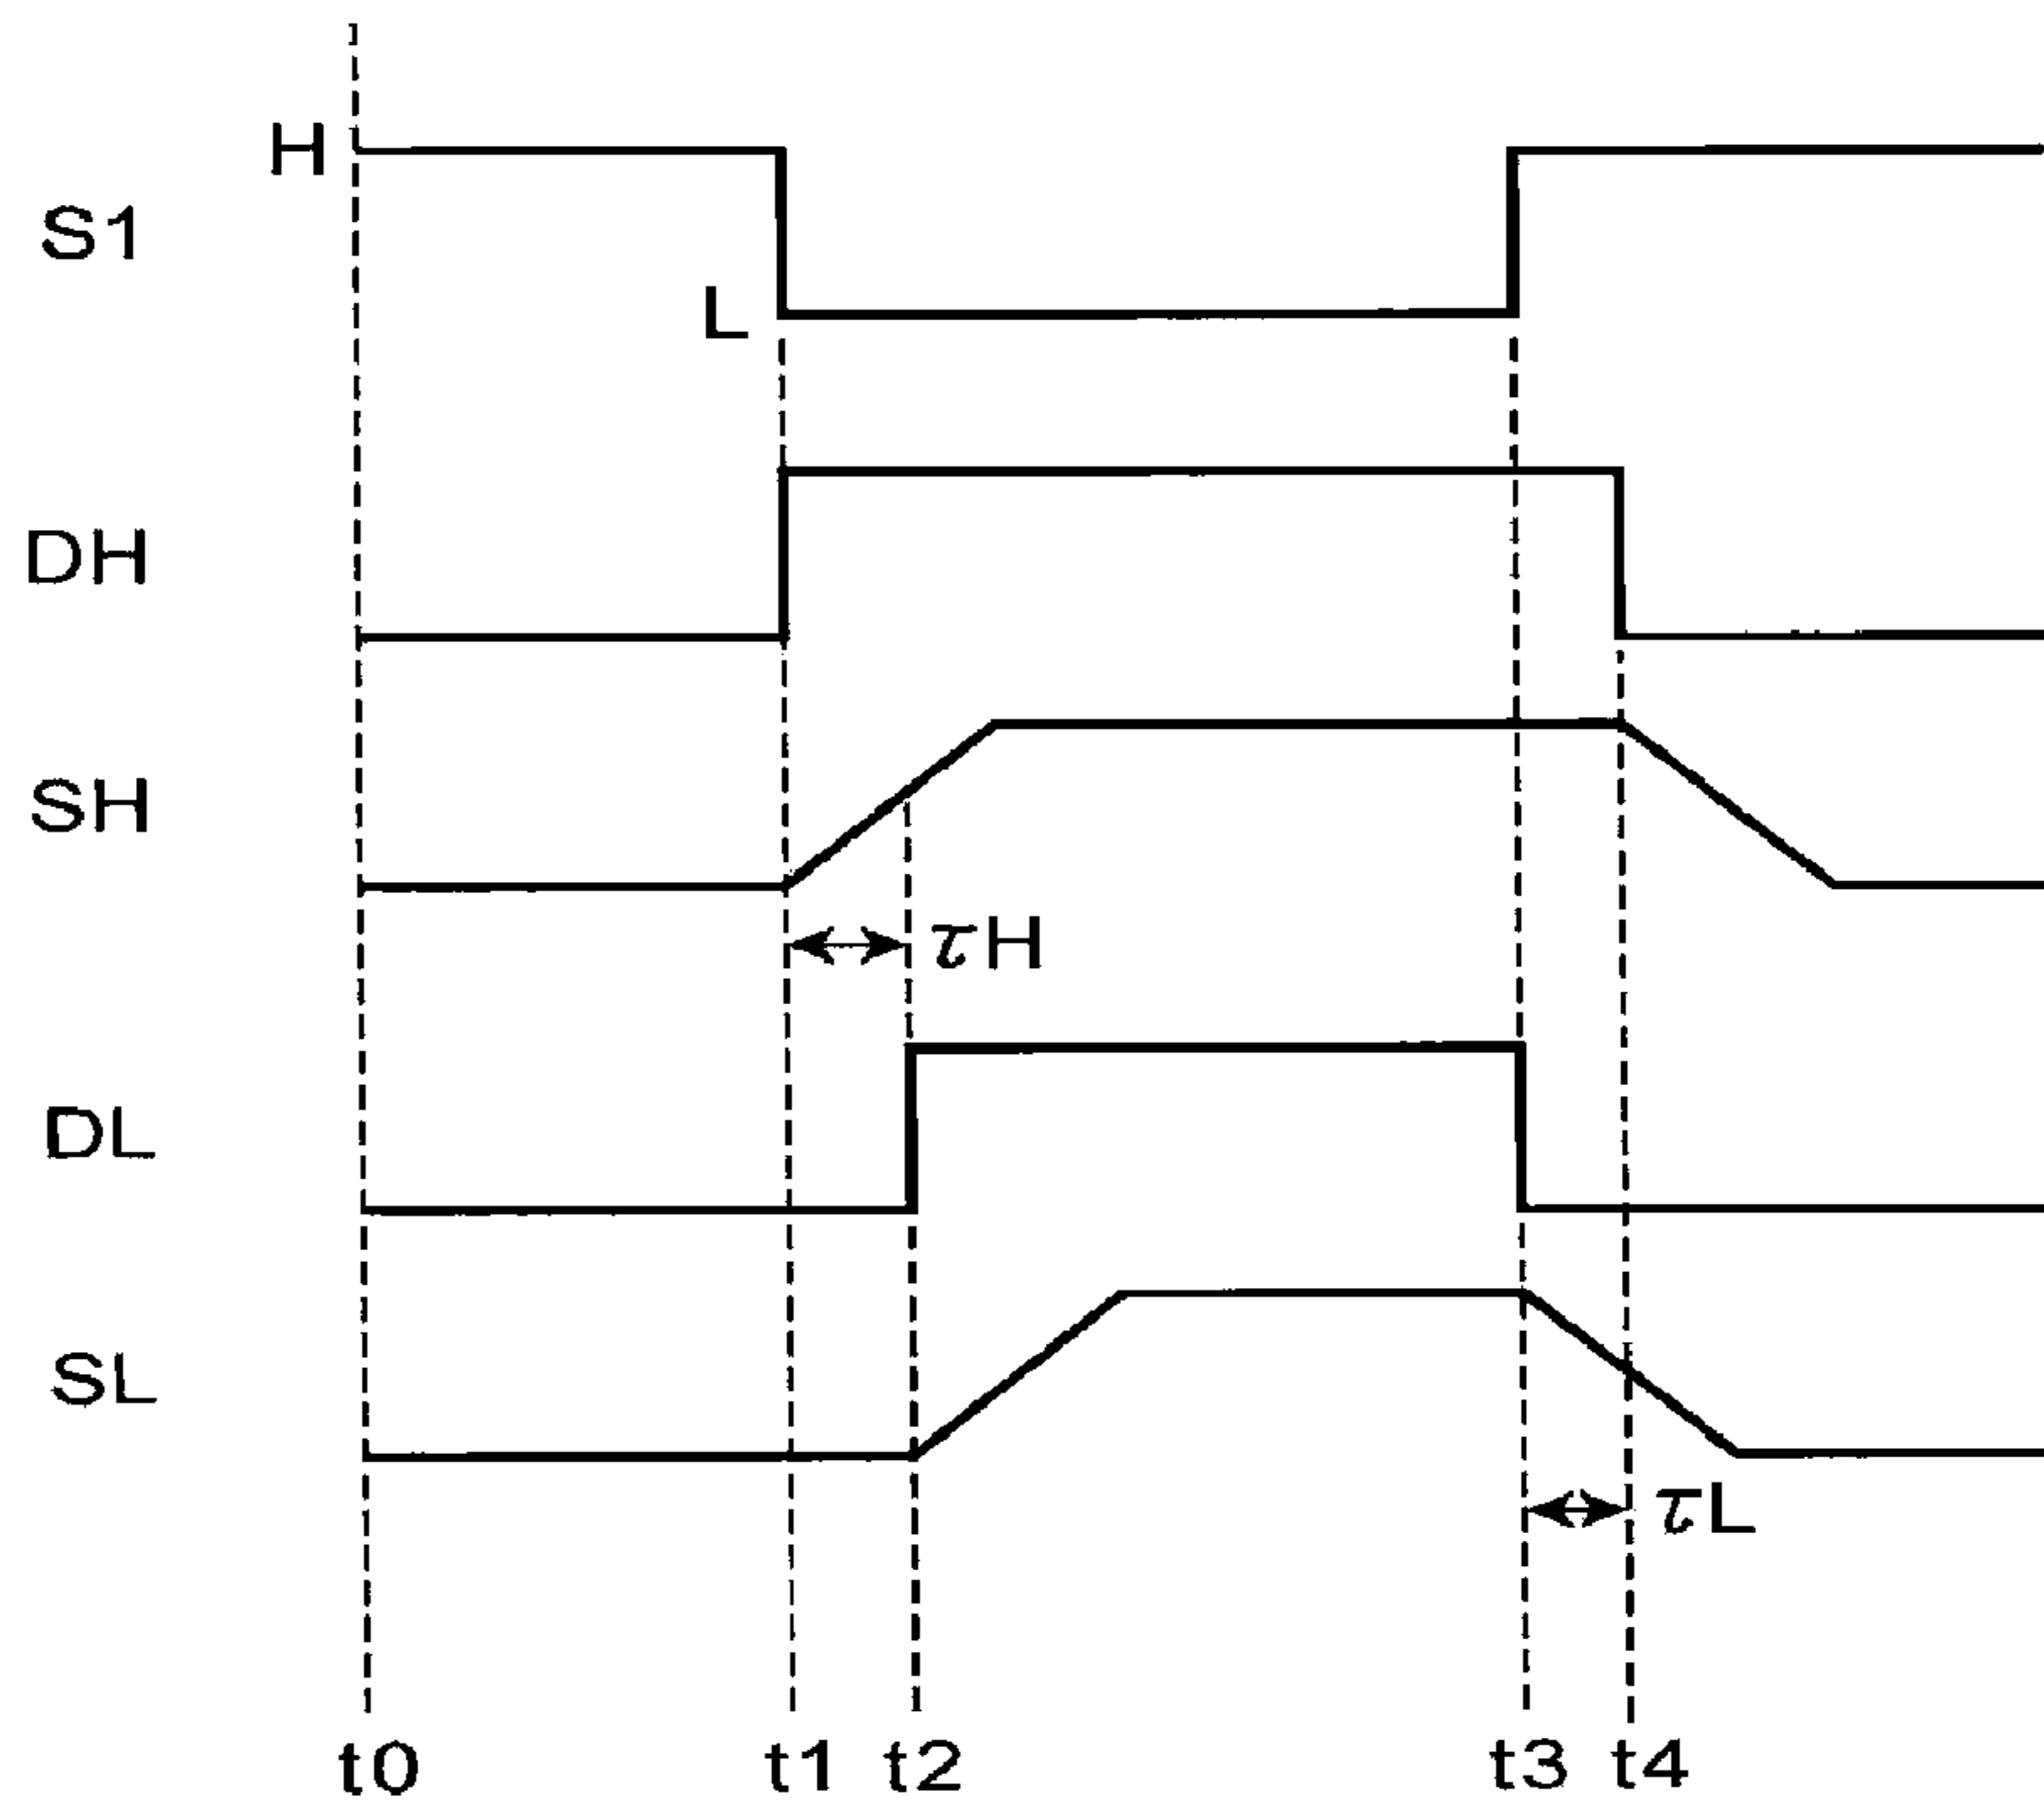 H
S1
L
DH
SH
τH
DL
SL
τL
t0 t1 t2 t3 t4